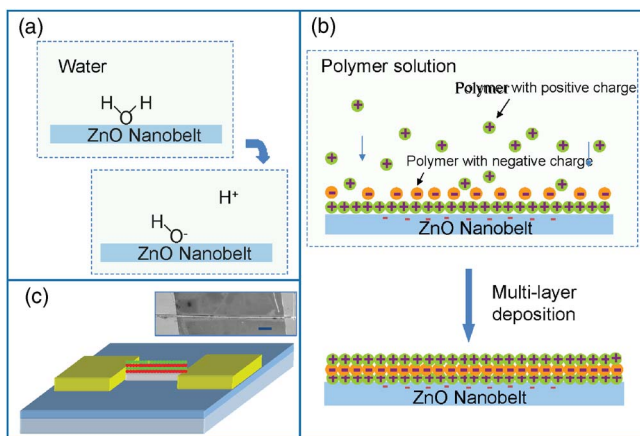 (a)
Water
H H
O
ZnO Nanobelt
H+
H
O-
ZnO Nanobelt
(b)
Polymer solution
Polymer with positive charge
Polymer with negative charge
ZnO Nanobelt
Multi-layer
deposition
ZnO Nanobelt
(c)